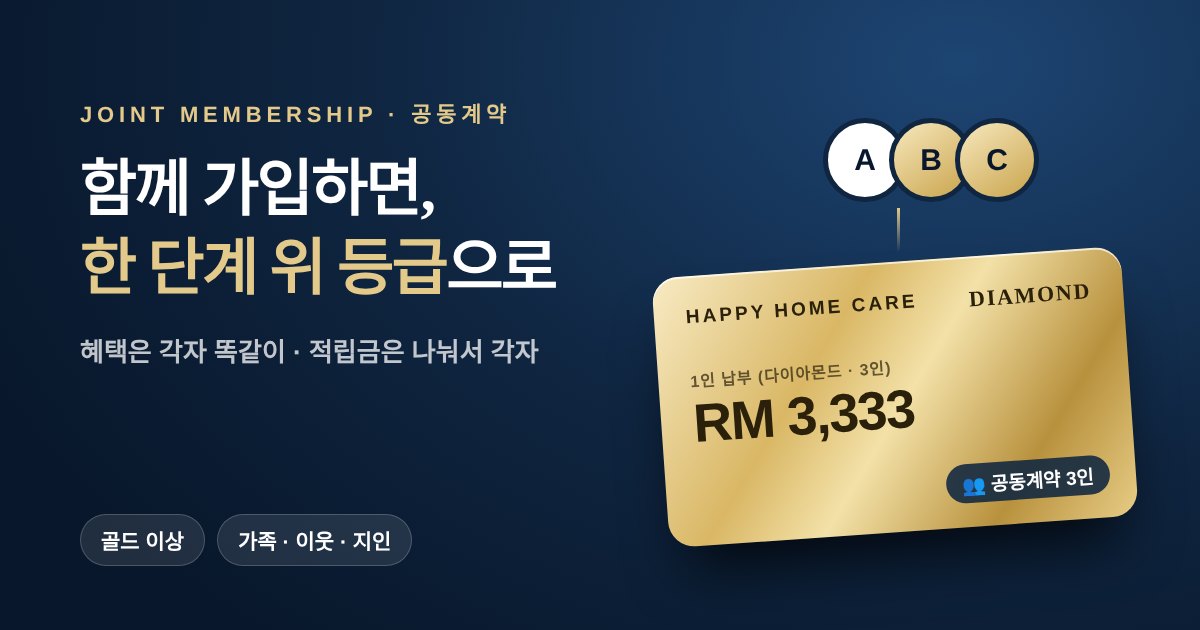 JOINT MEMBERSHIP · 공동계약
함께 가입하면,
한 단계 위 등급으로
혜택은 각자 똑같이 · 적립금은 나눠서 각자
골드 이상
가족 · 이웃 · 지인
A B C
HAPPY HOME CARE
DIAMOND
1인 납부 (다이아몬드 · 3인)
RM 3,333
공동계약 3인